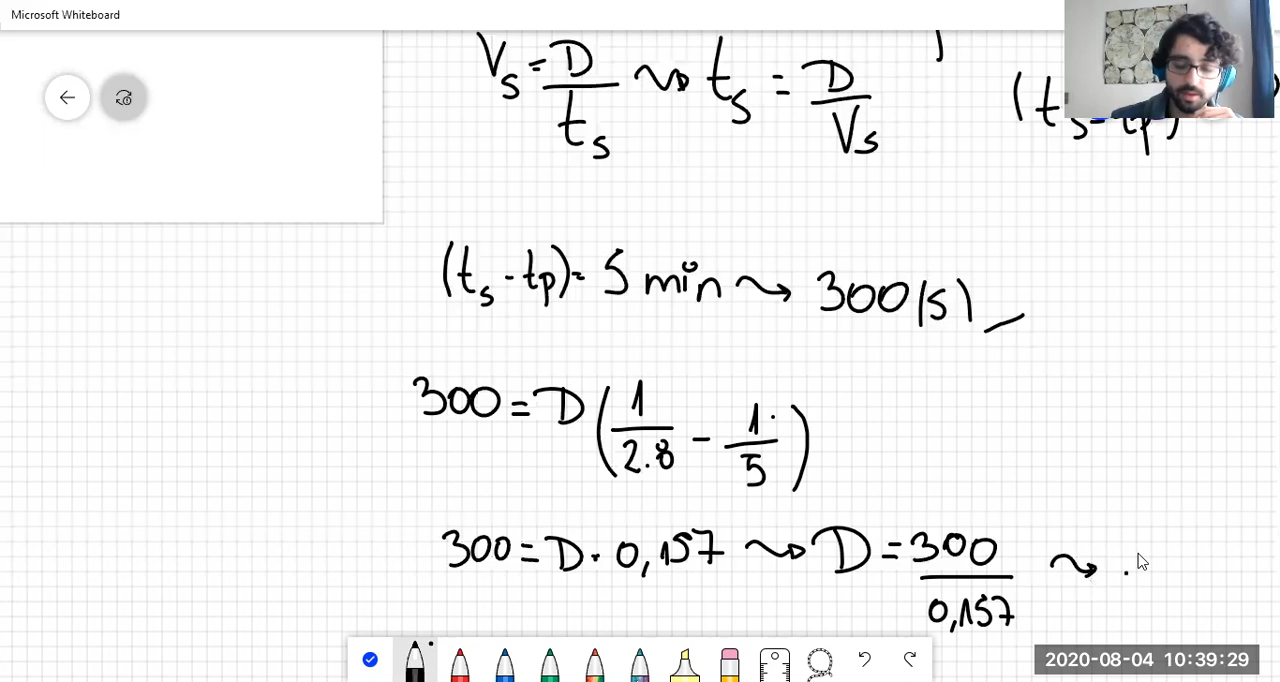 Microsoft Whiteboard
Vs = D/ts ⇝ ts = D/Vs
(ts - tp)
(ts - tp) = 5 min ⇝ 300(s)
300 = D (1/2.8 - 1/5)
300 = D · 0,157 ⇝ D = 300/0,157 ⇝ .
2020-08-04 10:39:29